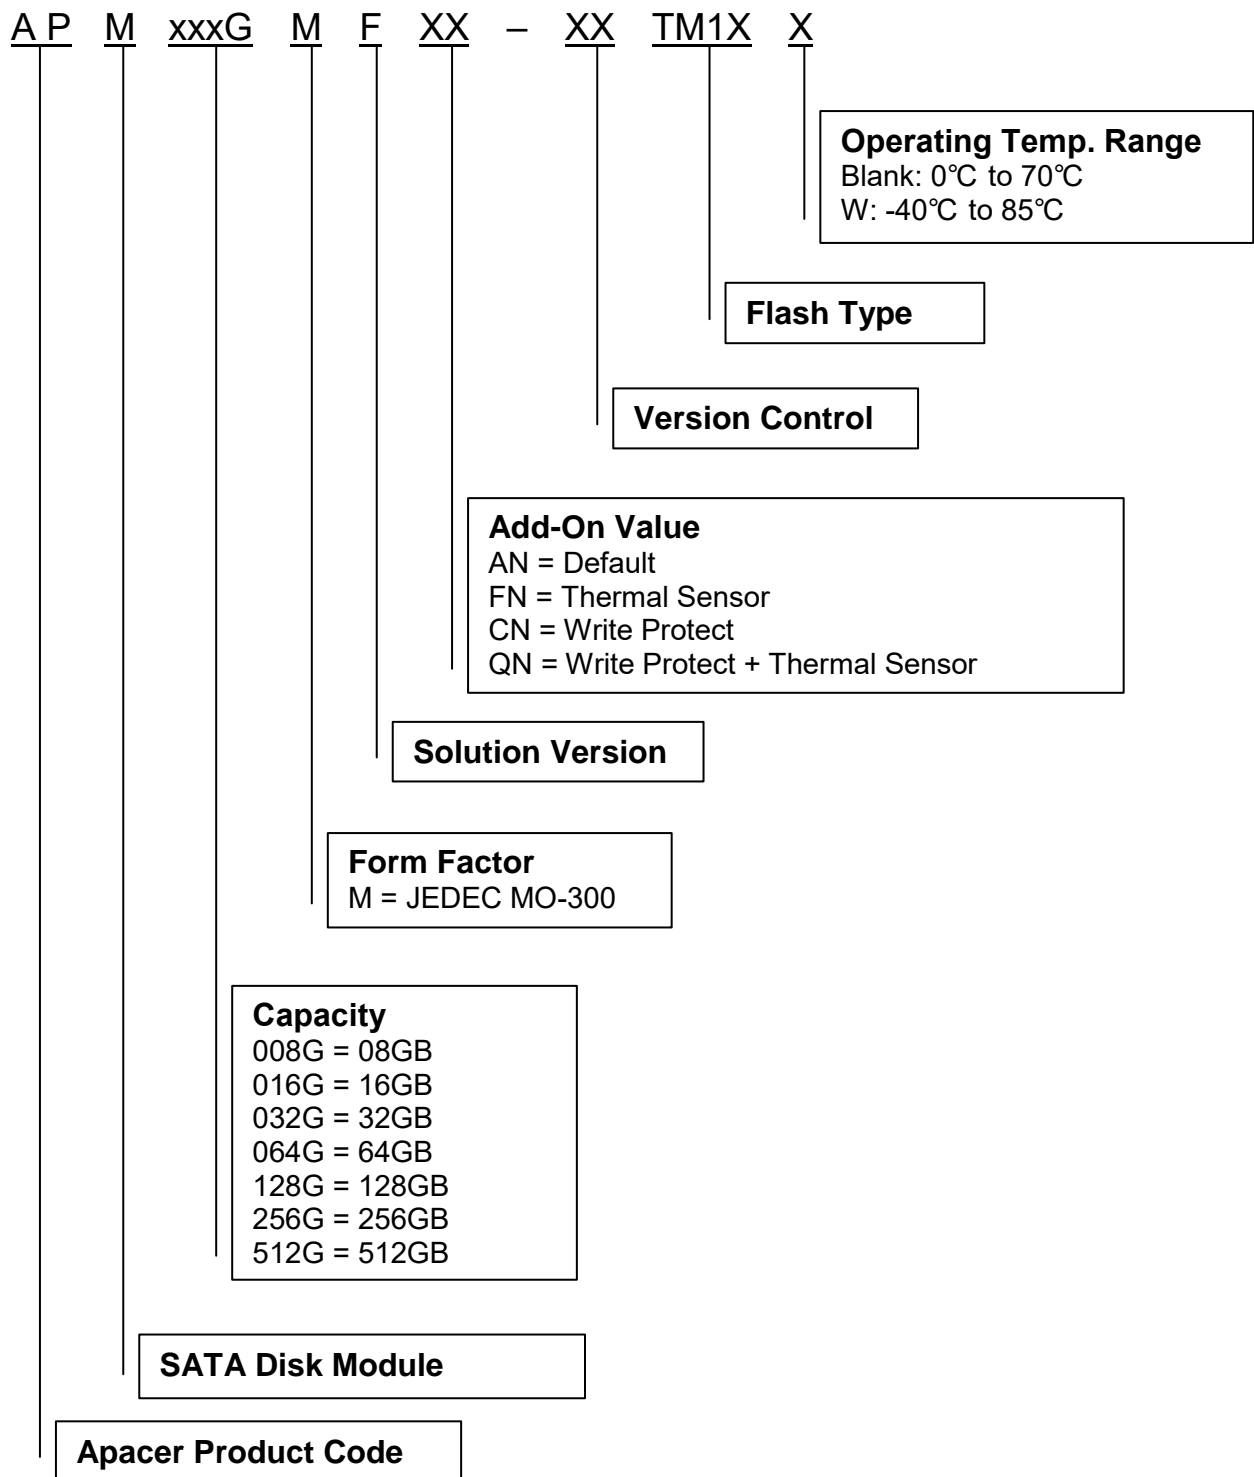 A P M xxxG M F XX – XX TM1X X
Operating Temp. Range
Blank: 0℃ to 70℃
W: -40℃ to 85℃
Flash Type
Version Control
Add-On Value
AN = Default
FN = Thermal Sensor
CN = Write Protect
QN = Write Protect + Thermal Sensor
Solution Version
Form Factor
M = JEDEC MO-300
Capacity
008G = 08GB
016G = 16GB
032G = 32GB
064G = 64GB
128G = 128GB
256G = 256GB
512G = 512GB
SATA Disk Module
Apacer Product Code